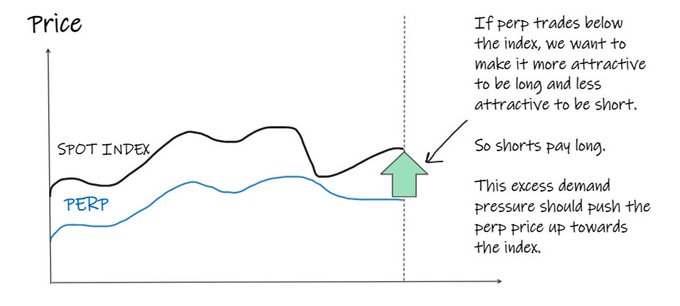 Price
If perp trades below
the index, we want to
make it more attractive
to be long and less
attractive to be short.
So shorts pay long.
This excess demand
pressure should push the
perp price up towards
the index.
SPOT INDEX
PERP